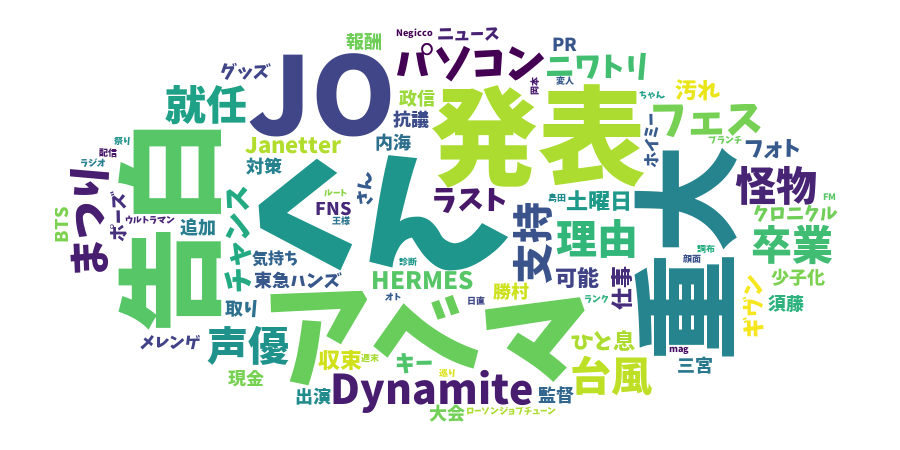 Negicco
ニュース
報酬
PR
パソコン
ニワトリ
グッズ
変人
岡本
ちゃん
JO
就任
政信
発表
汚れ
抗議
フェス
ホイミー
ブランチ
Janetter
内海
フォト
祭り
配信
ラジオ
対策
告白
くん
重大
まつり
ポーズ
BTS
ウルトラマン
追加
チャンス
さん
ルート
FNS
王様
ラスト
島田
土曜日
怪物
FM
クロニクル
卒業
支持
理由
調布
顔面
気持ち
東急ハンズ
診断
HERMES
可能
仕事
少子化
須藤
ギヴン
取り
オト
日直
勝村
ランク
アベマ
メレンゲ
声優
収束
週末
キー
巡り
ひと息
mag
三宮
台風
現金
出演
Dynamite
監督
大会
ローソンジョブチューン